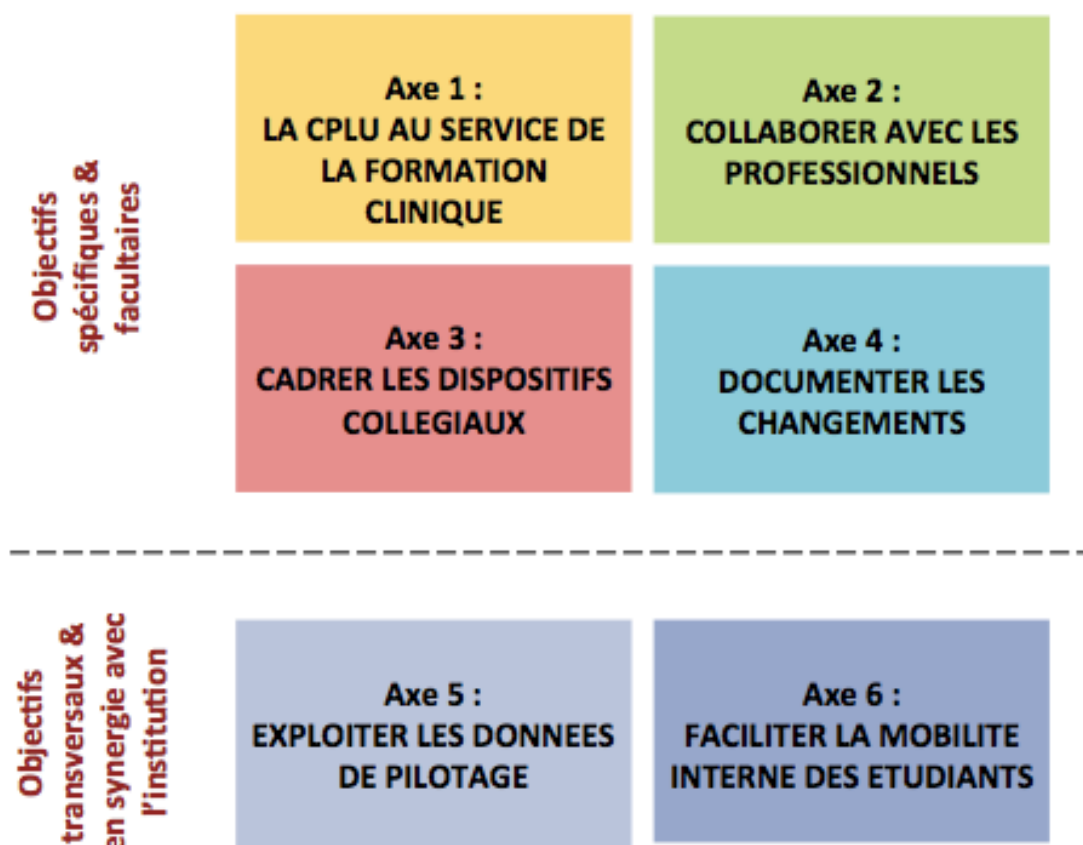 Objectifs
spécifiques &
facultaires
Axe 1 :
LA CPLU AU SERVICE DE
LA FORMATION
CLINIQUE
Axe 2 :
COLLABORER AVEC LES
PROFESSIONNELS
Axe 3 :
CADRER LES DISPOSITIFS
COLLEGIAUX
Axe 4 :
DOCUMENTER LES
CHANGEMENTS
Objectifs
transversaux &
en synergie avec
l'institution
Axe 5 :
EXPLOITER LES DONNEES
DE PILOTAGE
Axe 6 :
FACILITER LA MOBILITE
INTERNE DES ETUDIANTS